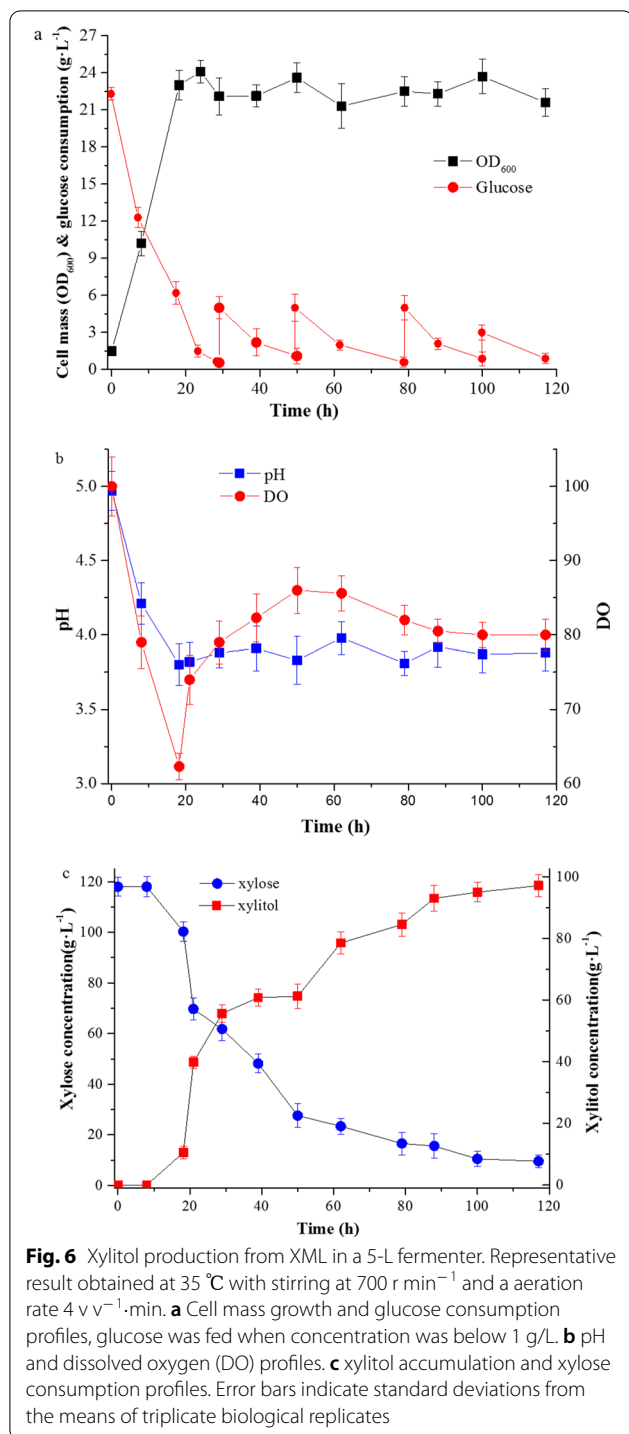 a
Cell mass (OD600) & glucose consumption (g·L-1)
27
24
21
18
15
12
9
6
3
0
OD600
Glucose
0 20 40 60 80 100 120
Time (h)
b
pH
5.0
4.5
4.0
3.5
3.0
pH
DO
100
90
80
70
60
DO
0 20 40 60 80 100 120
Time (h)
c
Xylose concentration(g·L-1)
120
100
80
60
40
20
0
xylose
xylitol
100
80
60
40
20
0
Xylitol concentration(g·L-1)
0 20 40 60 80 100 120
Time (h)
Fig. 6 Xylitol production from XML in a 5-L fermenter. Representative
result obtained at 35 ℃ with stirring at 700 r min−1 and a aeration
rate 4 v v−1·min. a Cell mass growth and glucose consumption
profiles, glucose was fed when concentration was below 1 g/L. b pH
and dissolved oxygen (DO) profiles. c xylitol accumulation and xylose
consumption profiles. Error bars indicate standard deviations from
the means of triplicate biological replicates